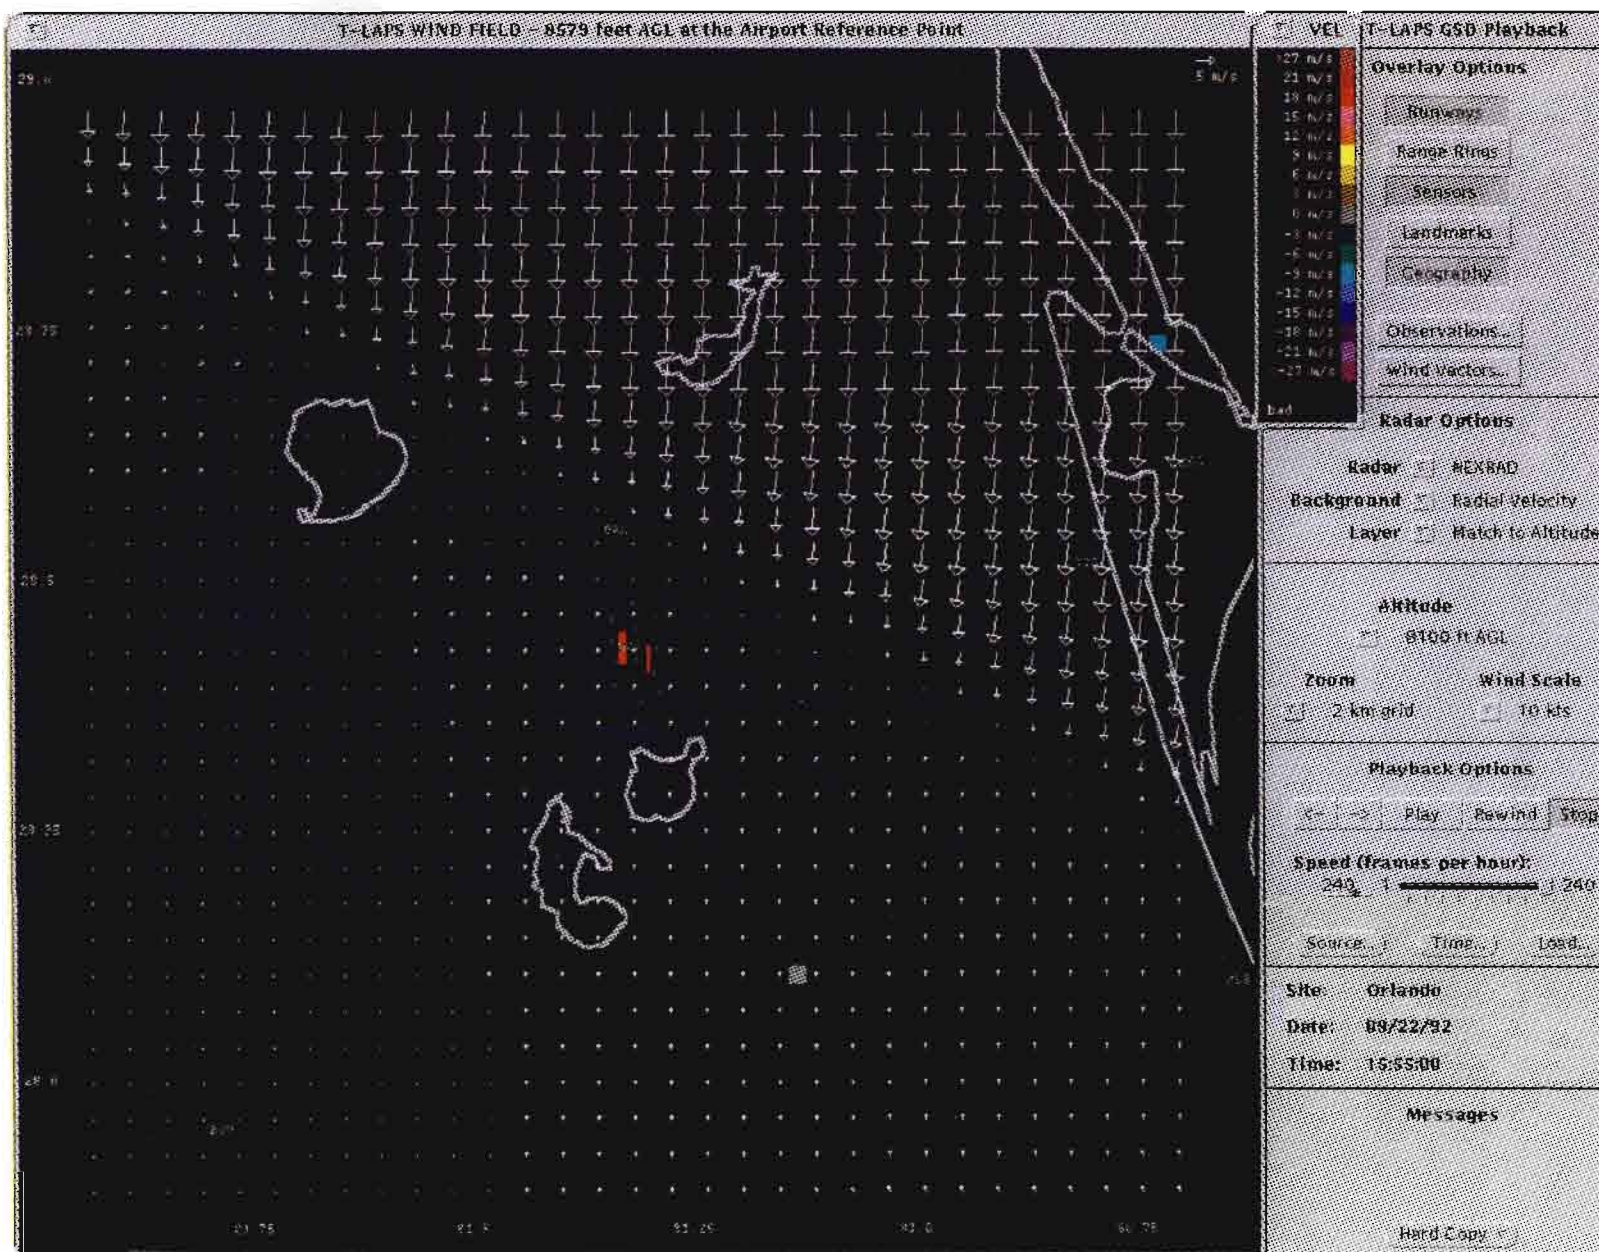 T-LAPS WIND FIELD - 8579 feet AGL at the Airport Reference Point
VEL
T-LAPS GSD Playback
5 m/s
>27 m/s
21 m/s
18 m/s
15 m/s
12 m/s
9 m/s
6 m/s
3 m/s
0 m/s
-3 m/s
-6 m/s
-9 m/s
-12 m/s
-15 m/s
-18 m/s
-21 m/s
-27 m/s
bad
Overlay Options
Runways
Range Rings
Sensors
Landmarks
Geography
Observations...
Wind Vectors...
Radar Options
Radar NEXRAD
Background Radial Velocity
Layer Match to Altitude
Altitude
8100 ft AGL
Zoom Wind Scale
2 km grid 10 kts
Playback Options
<- -> Play Rewind Stop
Speed (frames per hour):
240 1 240
Source... Time... Load...
Site: Orlando
Date: 09/22/92
Time: 15:55:00
Messages
Hard Copy
28.5